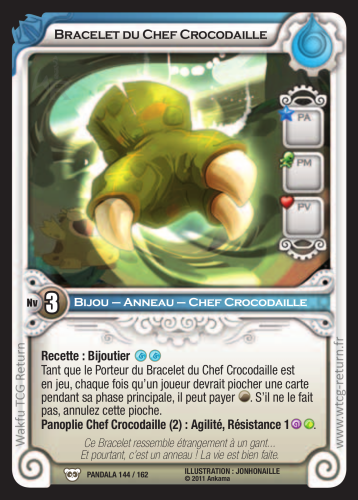 Bracelet du Chef Crocodaille
PA
PM
PV
Nv 3
Bijou – Anneau – Chef Crocodaille
Recette : Bijoutier
Tant que le Porteur du Bracelet du Chef Crocodaille est
en jeu, chaque fois qu'un joueur devrait piocher une carte
pendant sa phase principale, il peut payer . S'il ne le fait
pas, annulez cette pioche.
Panoplie Chef Crocodaille (2) : Agilité, Résistance 1
Ce Bracelet ressemble étrangement à un gant...
Et pourtant, c'est un anneau ! La vie est bien faite.
PANDALA 144 / 162
ILLUSTRATION : JONHONAILLE
© 2011 Ankama
Wakfu TCG Return
www.wtcg-return.fr